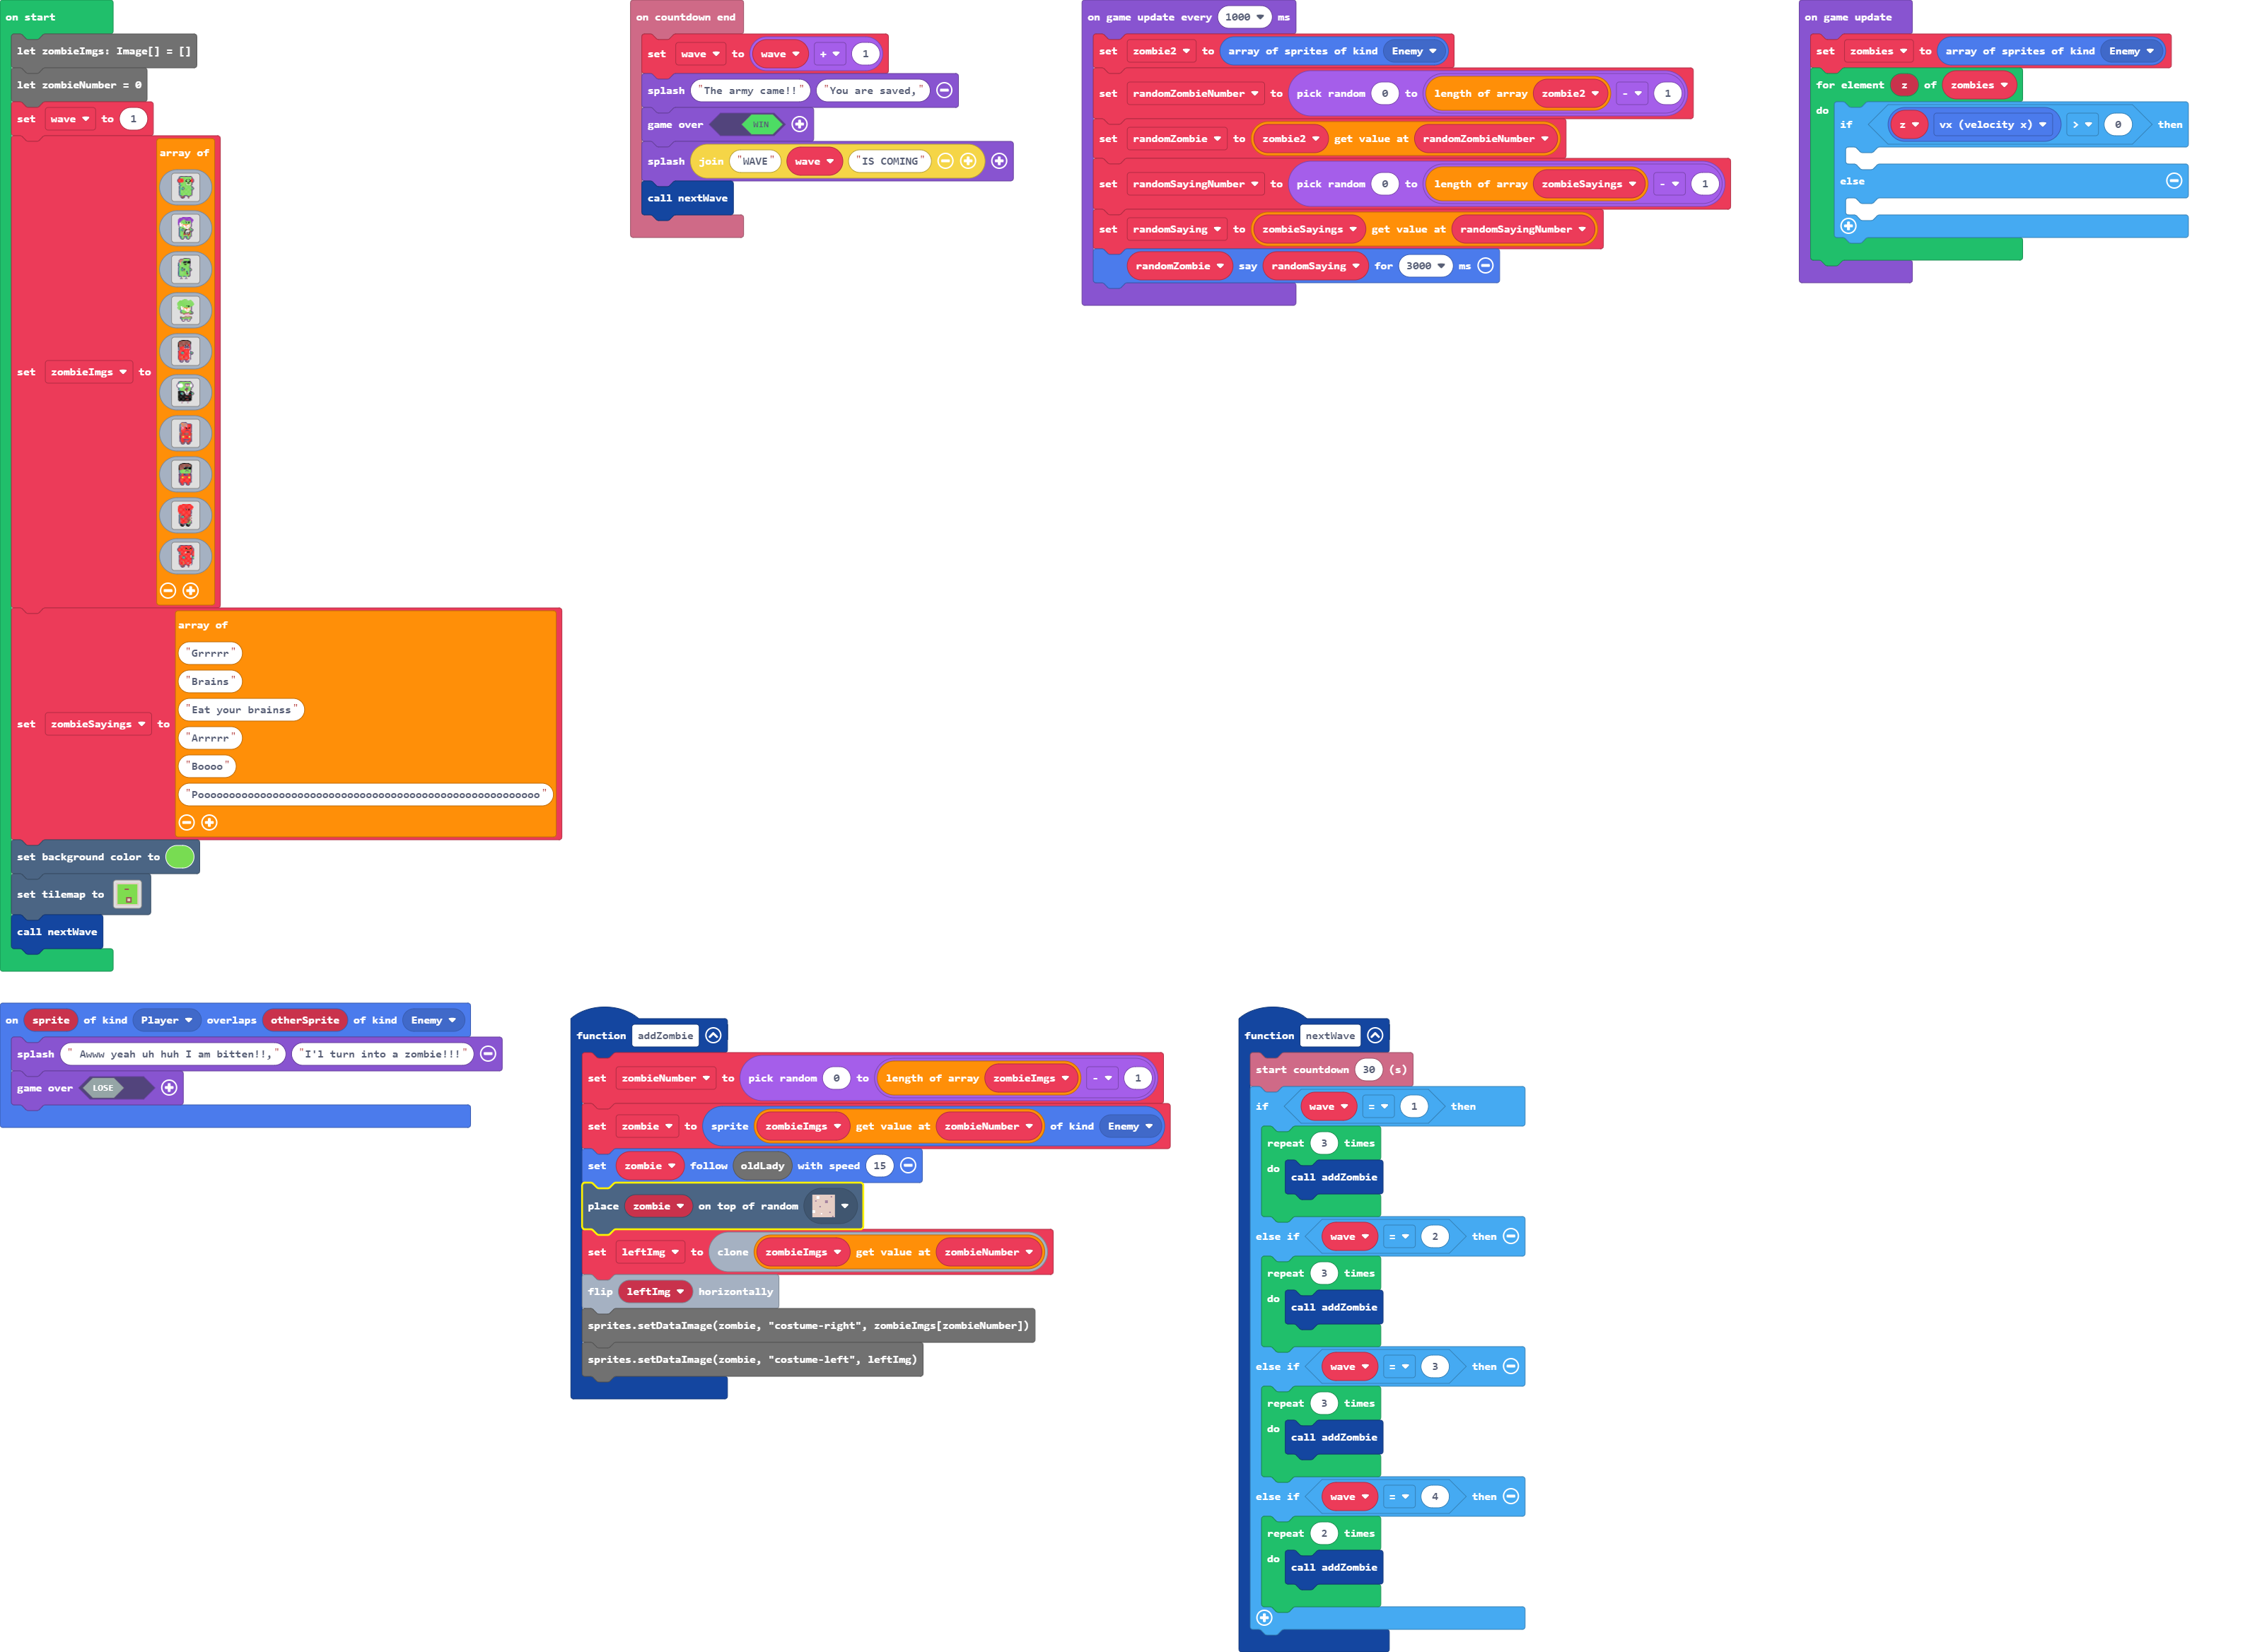 on start
let zombieImgs: Image[] = []
let zombieNumber = 0
set wave to 1
set zombieImgs to array of
set zombieSayings to array of
"Grrrrr"
"Brains"
"Eat your brainss"
"Arrrrr"
"Boooo"
"Pooooooooooooooooooooooooooooooooooooooooooooooooooooooo"
set background color to
set tilemap to
call nextWave
on countdown end
set wave to wave + 1
splash "The army came!!" "You are saved,"
game over WIN
splash join "WAVE" wave "IS COMING"
call nextWave
on game update every 1000 ms
set zombie2 to array of sprites of kind Enemy
set randomZombieNumber to pick random 0 to length of array zombie2 - 1
set randomZombie to zombie2 get value at randomZombieNumber
set randomSayingNumber to pick random 0 to length of array zombieSayings - 1
set randomSaying to zombieSayings get value at randomSayingNumber
randomZombie say randomSaying for 3000 ms
on game update
set zombies to array of sprites of kind Enemy
for element z of zombies
do
if z vx (velocity x) > 0 then
else
on sprite of kind Player overlaps otherSprite of kind Enemy
splash " Awww yeah uh huh I am bitten!!," "I'l turn into a zombie!!!"
game over LOSE
function addZombie
set zombieNumber to pick random 0 to length of array zombieImgs - 1
set zombie to sprite zombieImgs get value at zombieNumber of kind Enemy
set zombie follow oldLady with speed 15
place zombie on top of random
set leftImg to clone zombieImgs get value at zombieNumber
flip leftImg horizontally
sprites.setDataImage(zombie, "costume-right", zombieImgs[zombieNumber])
sprites.setDataImage(zombie, "costume-left", leftImg)
function nextWave
start countdown 30 (s)
if wave = 1 then
repeat 3 times
do call addZombie
else if wave = 2 then
repeat 3 times
do call addZombie
else if wave = 3 then
repeat 3 times
do call addZombie
else if wave = 4 then
repeat 2 times
do call addZombie